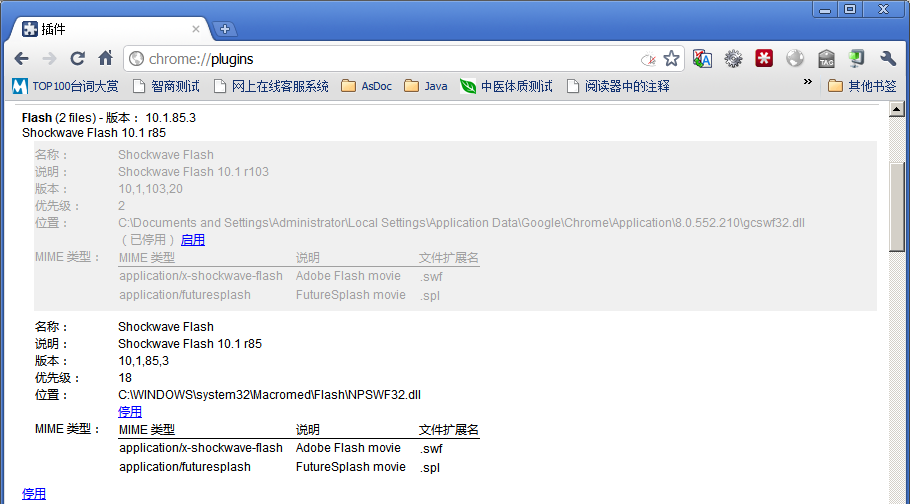 插件
chrome://plugins
TOP100台词大赏 智商测试 网上在线客服系统 AsDoc Java 中医体质测试 阅读器中的注释 » 其他书签
Flash (2 files) - 版本： 10.1.85.3
Shockwave Flash 10.1 r85
名称： Shockwave Flash
说明： Shockwave Flash 10.1 r103
版本： 10,1,103,20
优先级： 2
位置： C:\Documents and Settings\Administrator\Local Settings\Application Data\Google\Chrome\Application\8.0.552.210\gcswf32.dll
（已停用） 启用
MIME 类型： MIME 类型 说明 文件扩展名
application/x-shockwave-flash Adobe Flash movie .swf
application/futuresplash FutureSplash movie .spl
名称： Shockwave Flash
说明： Shockwave Flash 10.1 r85
版本： 10,1,85,3
优先级： 18
位置： C:\WINDOWS\system32\Macromed\Flash\NPSWF32.dll
停用
MIME 类型： MIME 类型 说明 文件扩展名
application/x-shockwave-flash Adobe Flash movie .swf
application/futuresplash FutureSplash movie .spl
停用